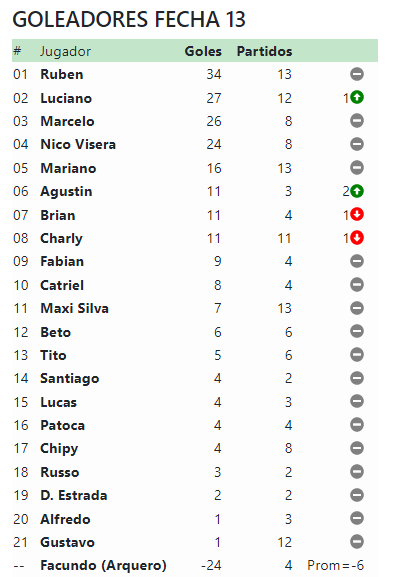 GOLEADORES FECHA 13
# Jugador Goles Partidos
01 Ruben 34 13
02 Luciano 27 12 1
03 Marcelo 26 8
04 Nico Visera 24 8
05 Mariano 16 13
06 Agustin 11 3 2
07 Brian 11 4 1
08 Charly 11 11 1
09 Fabian 9 4
10 Catriel 8 4
11 Maxi Silva 7 13
12 Beto 6 6
13 Tito 5 6
14 Santiago 4 2
15 Lucas 4 3
16 Patoca 4 4
17 Chipy 4 8
18 Russo 3 2
19 D. Estrada 2 2
20 Alfredo 1 3
21 Gustavo 1 12
-- Facundo (Arquero) -24 4 Prom=-6